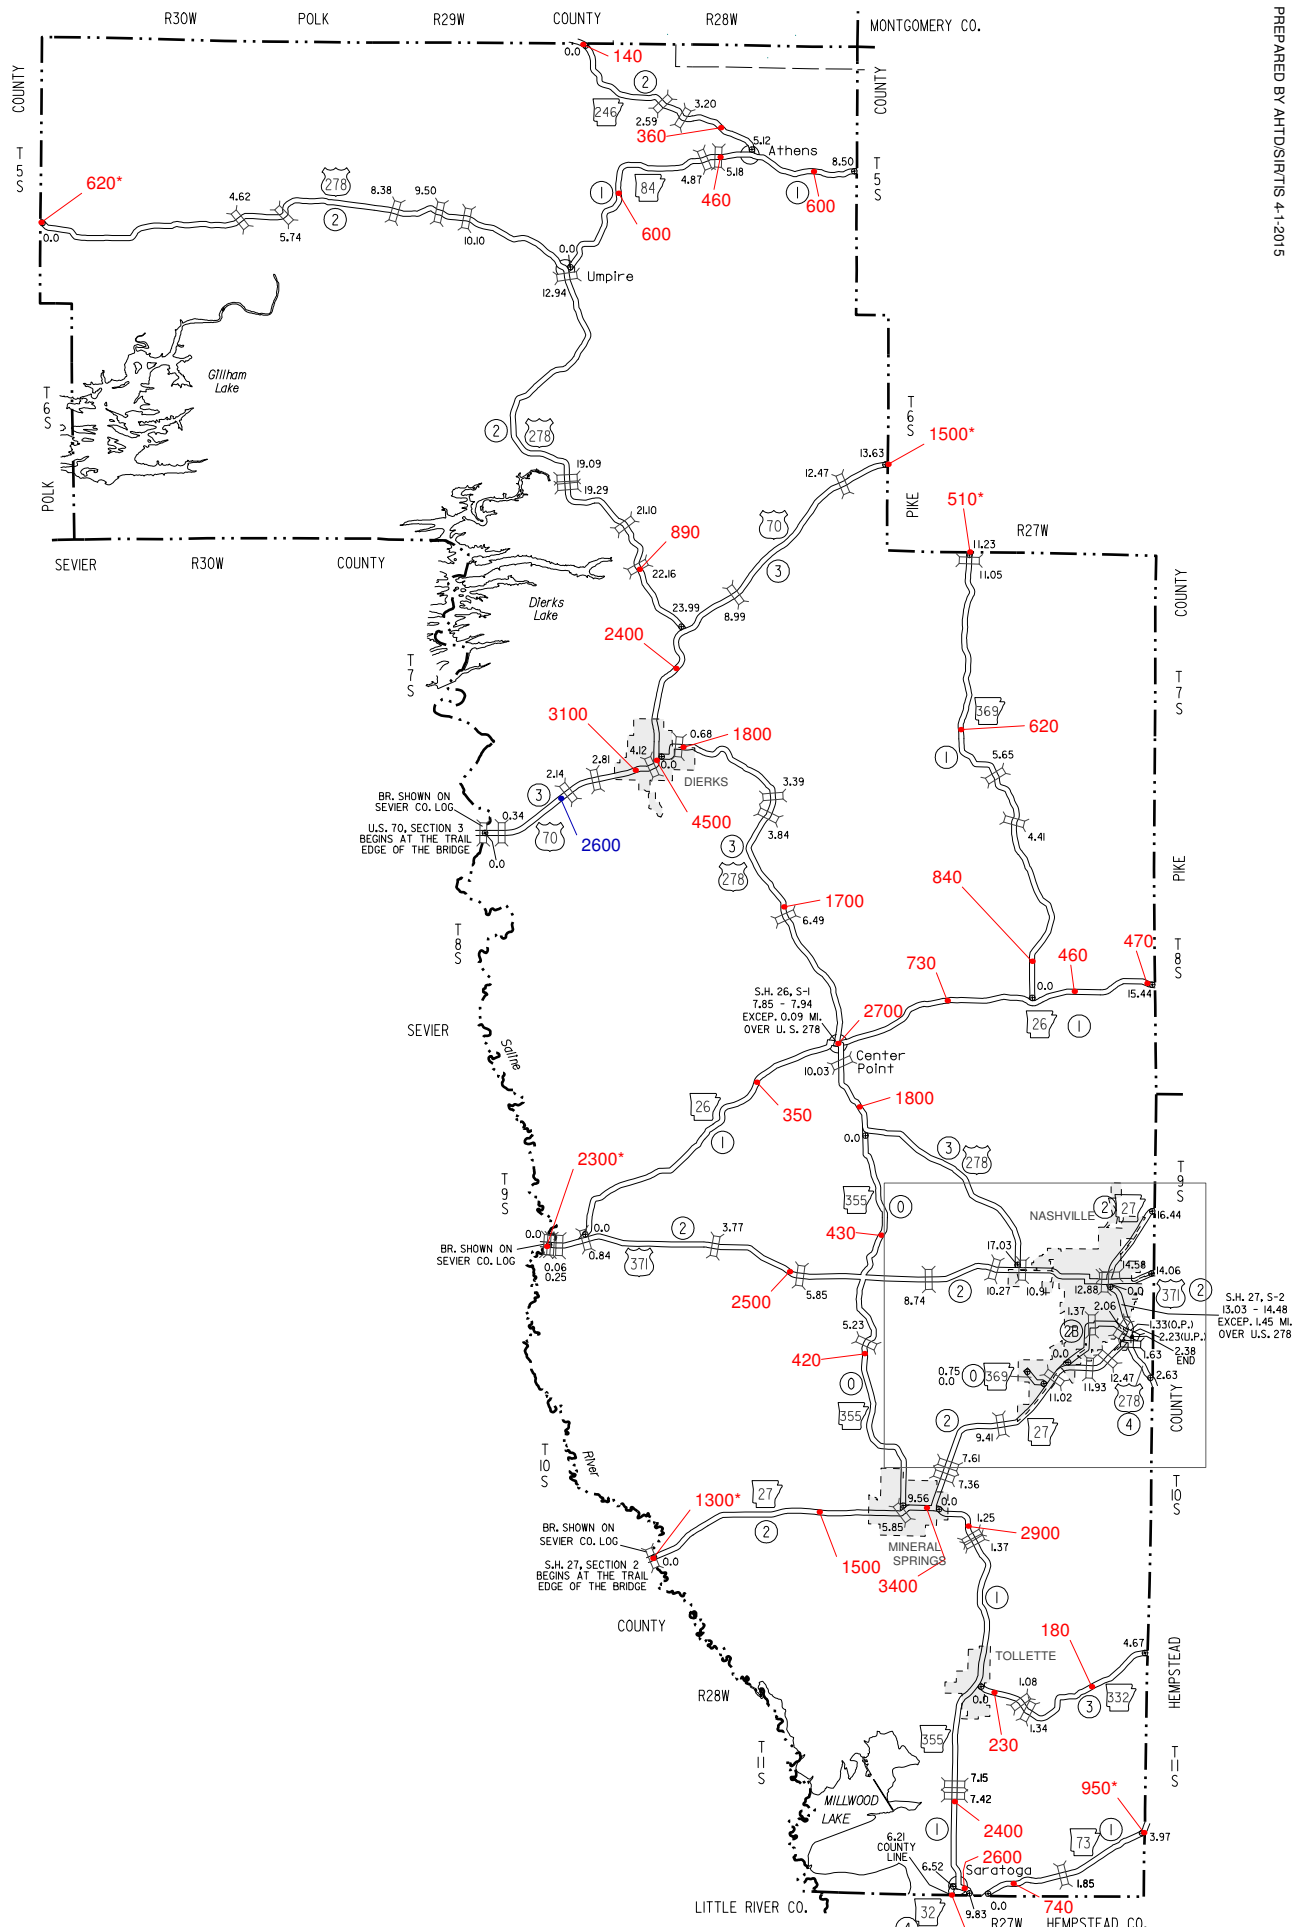 R30W POLK R29W COUNTY R28W
MONTGOMERY CO.
PREPARED BY AHTD/SIR/TIS 4-1-2015
COUNTY
COUNTY
0.0
140
2
246
2.59
3.20
360
5.12
Athens
8.50
T
5
S
T
5
S
620*
0.0
4.62
278
2
5.74
8.38
9.50
10.10
1
84
4.87
5.18
460
1
600
600
0.0
Umpire
12.94
Gillham
Lake
T
6
S
POLK
T
6
S
2
278
19.09
19.29
21.10
13.63
1500*
12.47
PIKE
510*
R27W
11.23
11.05
SEVIER
R30W
COUNTY
70
3
890
22.16
23.99
8.99
Dierks
Lake
COUNTY
T
7
S
T
7
S
2400
3100
0.68
1800
4.12
0.0
DIERKS
2.81
2.14
3
70
0.34
BR. SHOWN ON
SEVIER CO. LOG
U.S. 70, SECTION 3
BEGINS AT THE TRAIL
EDGE OF THE BRIDGE
0.0
2600
4500
3.39
3.84
3
278
369
620
1
5.65
4.41
PIKE
T
8
S
T
8
S
1700
6.49
840
730
460
470
0.0
15.44
26
1
S.H. 26, S-1
7.85 - 7.94
EXCEP. 0.09 MI.
OVER U. S. 278
2700
Center
Point
10.03
SEVIER
Saline
26
1
350
1800
0.0
3
278
T
9
S
T
9
S
2300*
0.0
0.0
BR. SHOWN ON
SEVIER CO. LOG
0.06
0.25
0.84
371
2
3.77
2500
5.85
355
0
430
8.74
2
10.27
17.03
10.91
NASHVILLE
2
27
16.44
14.58
14.06
12.88
0.0
371
2
S.H. 27, S-2
13.03 - 14.48
EXCEP. 1.45 MI.
OVER U.S. 278
1.37
2.06
1.33(O.P.)
2.23(U.P.)
2.38
END
2B
1.63
0.0
2.63
12.47
278
4
11.93
11.02
0.75
0.0
0
369
5.23
420
0
355
2
9.41
27
7.61
7.36
COUNTY
T
10
S
T
10
S
River
27
2
1300*
BR. SHOWN ON
SEVIER CO. LOG
0.0
S.H. 27, SECTION 2
BEGINS AT THE TRAIL
EDGE OF THE BRIDGE
1500
5.85
9.56
0.0
1.25
2900
1.37
MINERAL
SPRINGS
3400
1
COUNTY
TOLLETTE
180
4.67
HEMPSTEAD
R28W
0.0
1.08
1.34
3
332
230
355
T
11
S
T
11
S
7.15
7.42
MILLWOOD
LAKE
2400
950*
3.97
1
73
1
6.21
COUNTY
LINE
2600
Saratoga
6.52
1.85
740
LITTLE RIVER CO.
32
9.83
0.0
R27W
HEMPSTEAD CO.